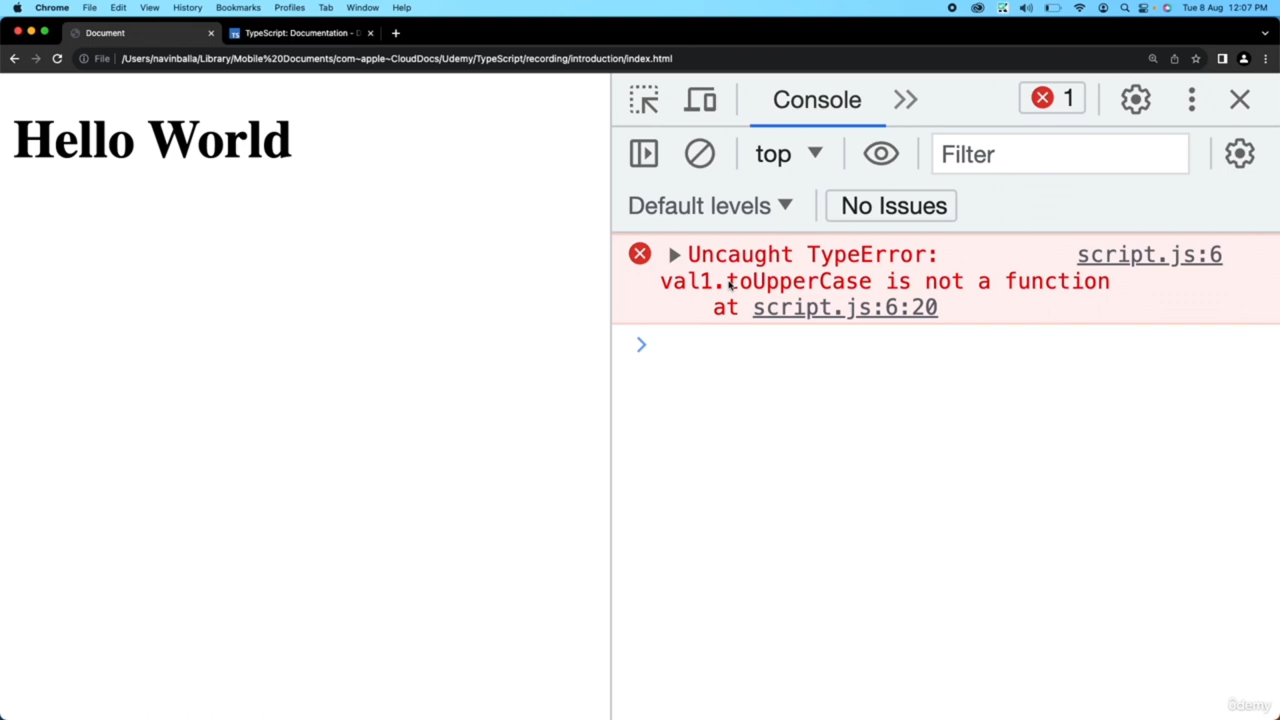 Chrome File Edit View History Bookmarks Profiles Tab Window Help Tue 8 Aug 12:07 PM
Document TypeScript: Documentation - D
File /Users/navinballa/Library/Mobile%20Documents/com~apple~CloudDocs/Udemy/TypeScript/recording/introduction/index.html
Hello World
Console 1
top Filter
Default levels No Issues
Uncaught TypeError: script.js:6
val1.toUpperCase is not a function
at script.js:6:20
ûdemy